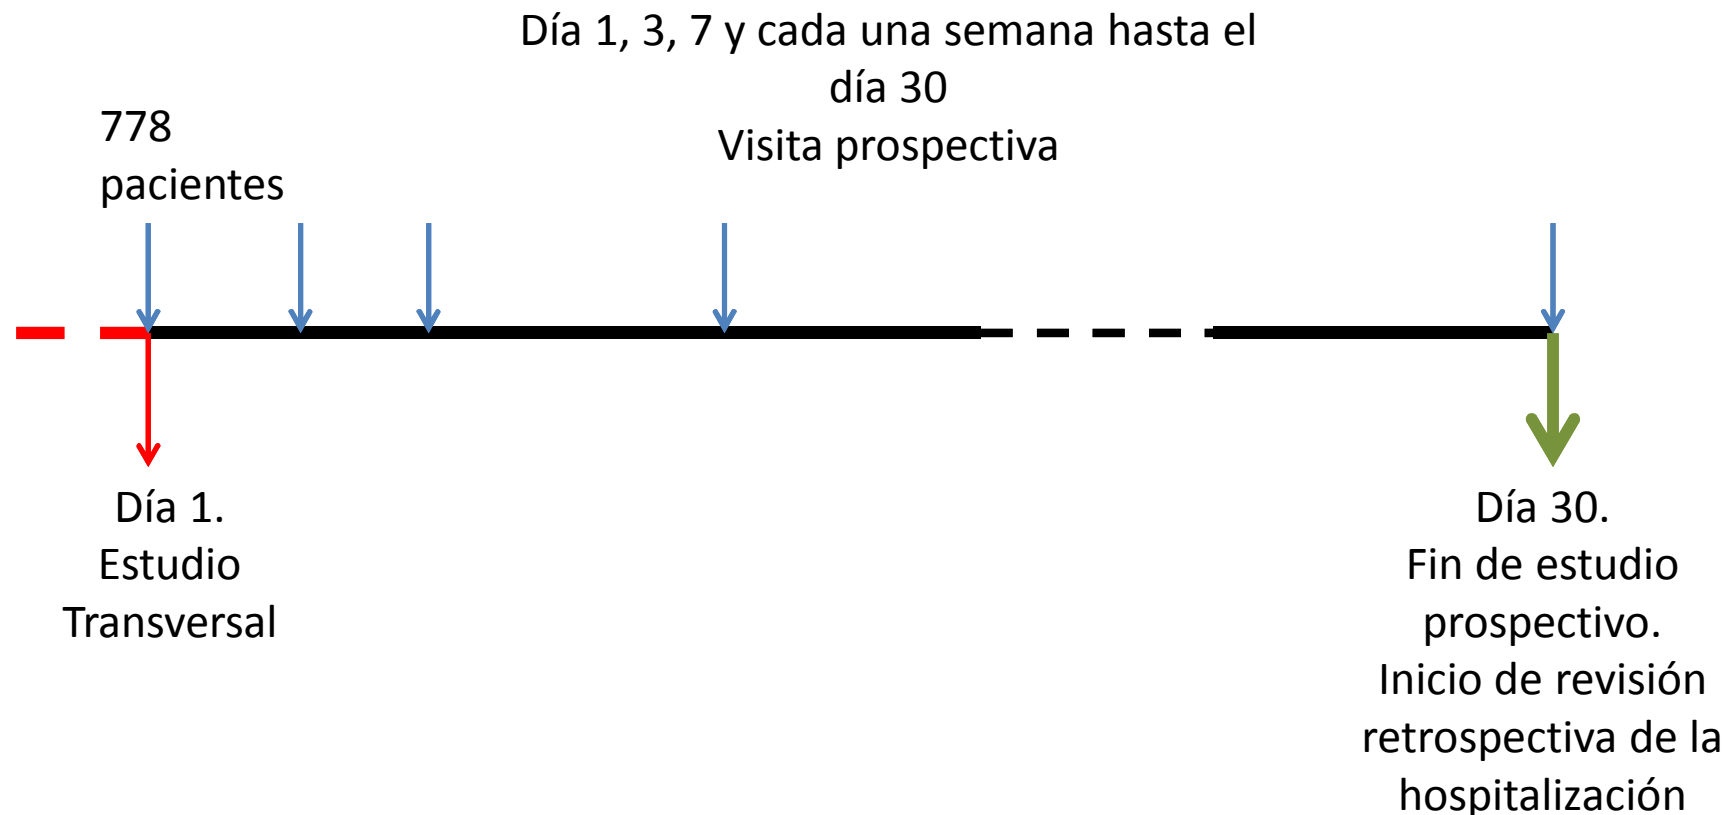 Día 1, 3, 7 y cada una semana hasta el
día 30
Visita prospectiva
778
pacientes
Día 1.
Estudio
Transversal
Día 30.
Fin de estudio
prospectivo.
Inicio de revisión
retrospectiva de la
hospitalización